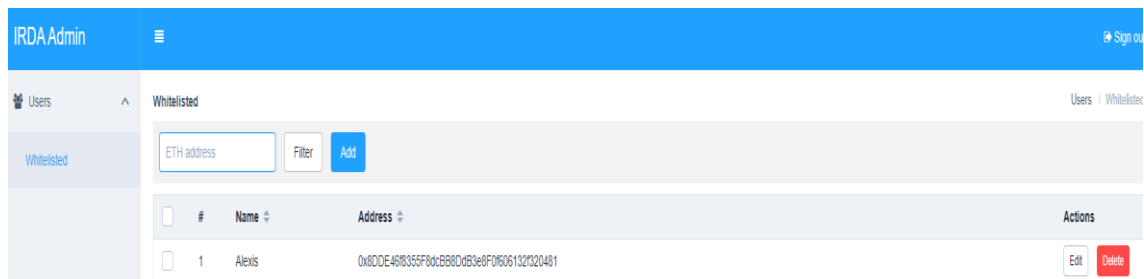 IRDA Admin
Sign ou
Users
Whitelisted
Users / Whitelisted
Whitelisted
ETH address
Filter
Add
#
Name
Address
Actions
1
Alexis
0x8DDE46f8355F8dcBB8DdB3e8F0f606132f320481
Edit
Delete